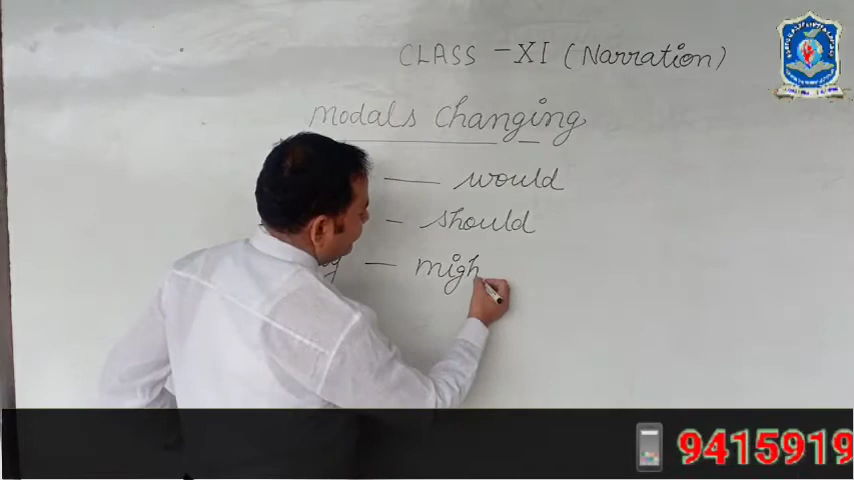 CLASS - XI (Narration)
Modals Changing
— would
- should
— migh
9415919